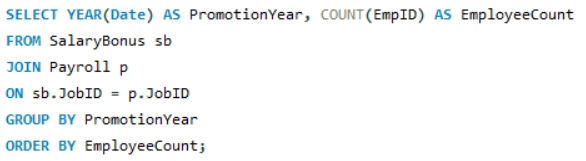 SELECT YEAR(Date) AS PromotionYear, COUNT(EmpID) AS EmployeeCount
FROM SalaryBonus sb
JOIN Payroll p
ON sb.JobID = p.JobID
GROUP BY PromotionYear
ORDER BY EmployeeCount;